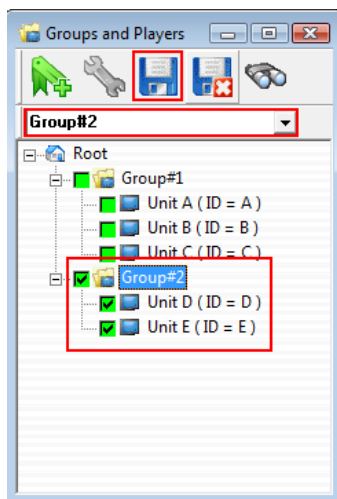 Groups and Players
Group#2
Root
Group#1
Unit A ( ID = A )
Unit B ( ID = B )
Unit C ( ID = C )
Group#2
Unit D ( ID = D )
Unit E ( ID = E )